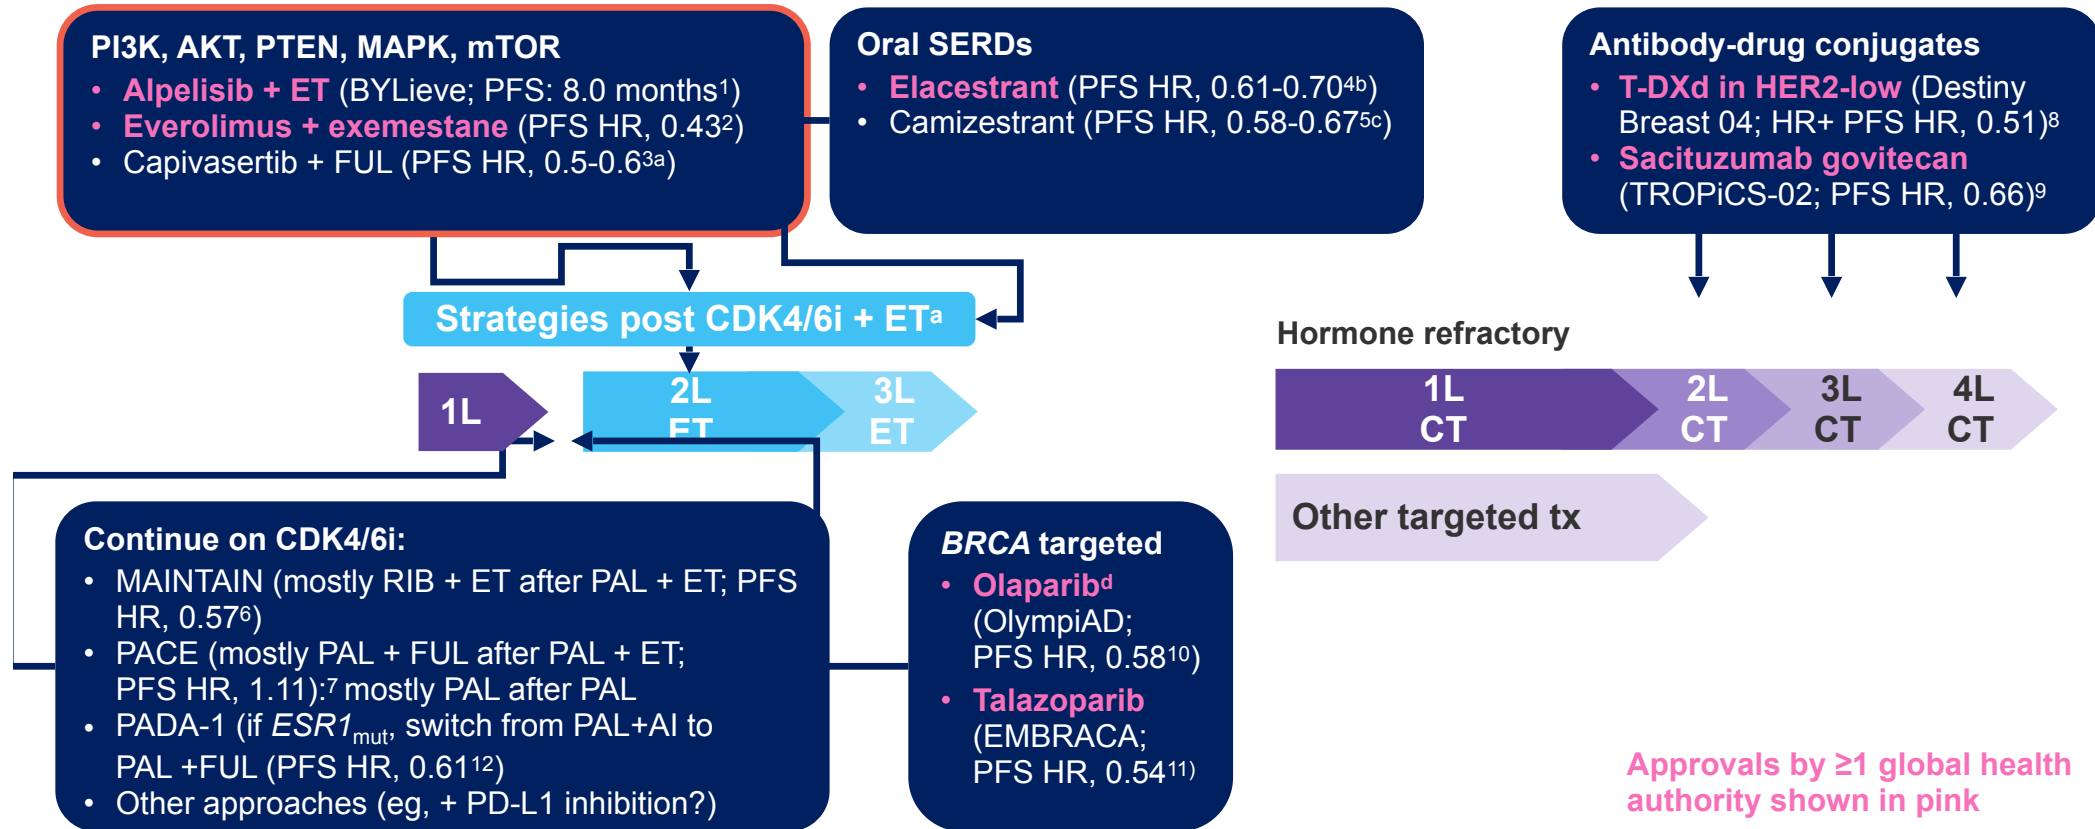 PI3K, AKT, PTEN, MAPK, mTOR
• Alpelisib + ET (BYLieve; PFS: 8.0 months¹)
• Everolimus + exemestane (PFS HR, 0.43²)
• Capivasertib + FUL (PFS HR, 0.5-0.6³ᵃ)
Oral SERDs
• Elacestrant (PFS HR, 0.61-0.70⁴ᵇ)
• Camizestrant (PFS HR, 0.58-0.67⁵ᶜ)
Antibody-drug conjugates
• T-DXd in HER2-low (Destiny
Breast 04; HR+ PFS HR, 0.51)⁸
• Sacituzumab govitecan
(TROPiCS-02; PFS HR, 0.66)⁹
Strategies post CDK4/6i + ETᵃ
1L
2L
ET
3L
ET
Hormone refractory
1L
CT
2L
CT
3L
CT
4L
CT
Other targeted tx
Continue on CDK4/6i:
• MAINTAIN (mostly RIB + ET after PAL + ET; PFS
HR, 0.57⁶)
• PACE (mostly PAL + FUL after PAL + ET;
PFS HR, 1.11):⁷ mostly PAL after PAL
• PADA-1 (if ESR1mut, switch from PAL+AI to
PAL +FUL (PFS HR, 0.61¹²)
• Other approaches (eg, + PD-L1 inhibition?)
BRCA targeted
• Olaparibᵈ
(OlympiAD;
PFS HR, 0.58¹⁰)
• Talazoparib
(EMBRACA;
PFS HR, 0.54¹¹⁾
Approvals by ≥1 global health
authority shown in pink